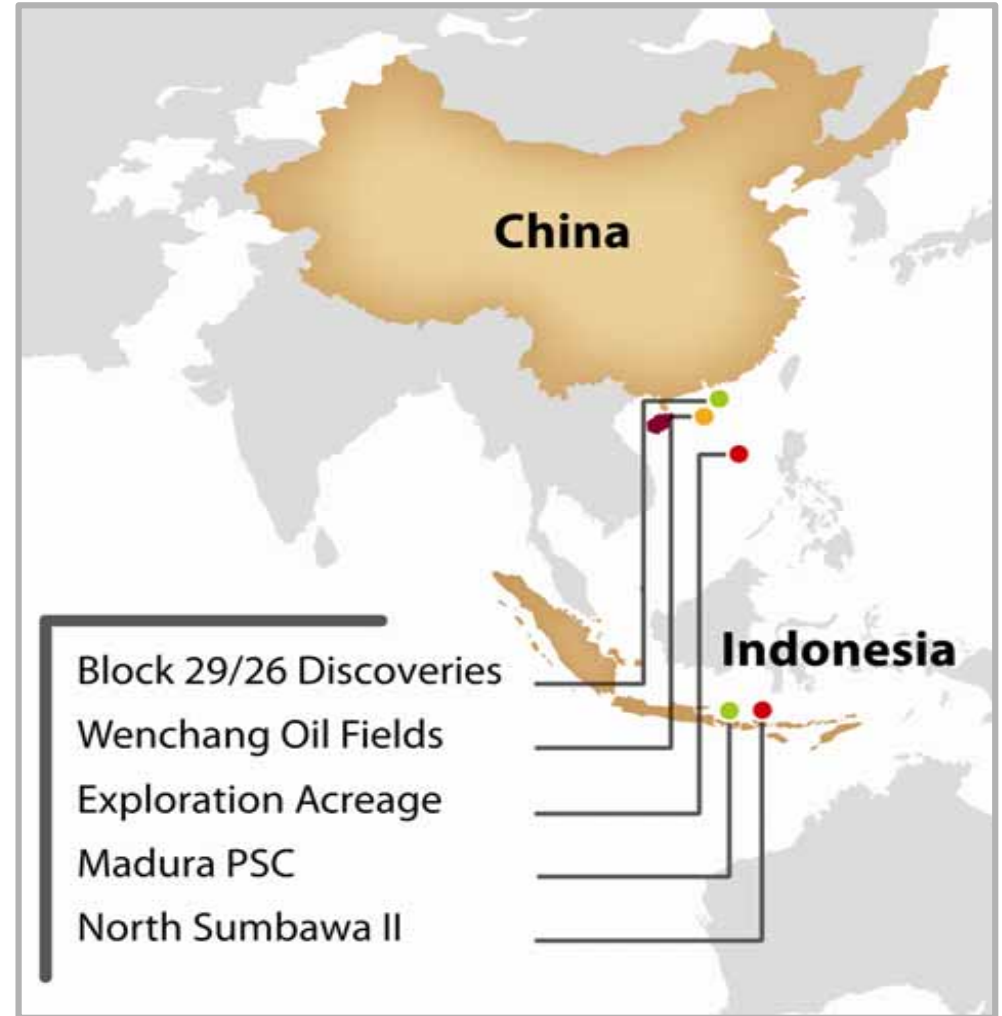 China
Indonesia
Block 29/26 Discoveries
Wenchang Oil Fields
Exploration Acreage
Madura PSC
North Sumbawa II